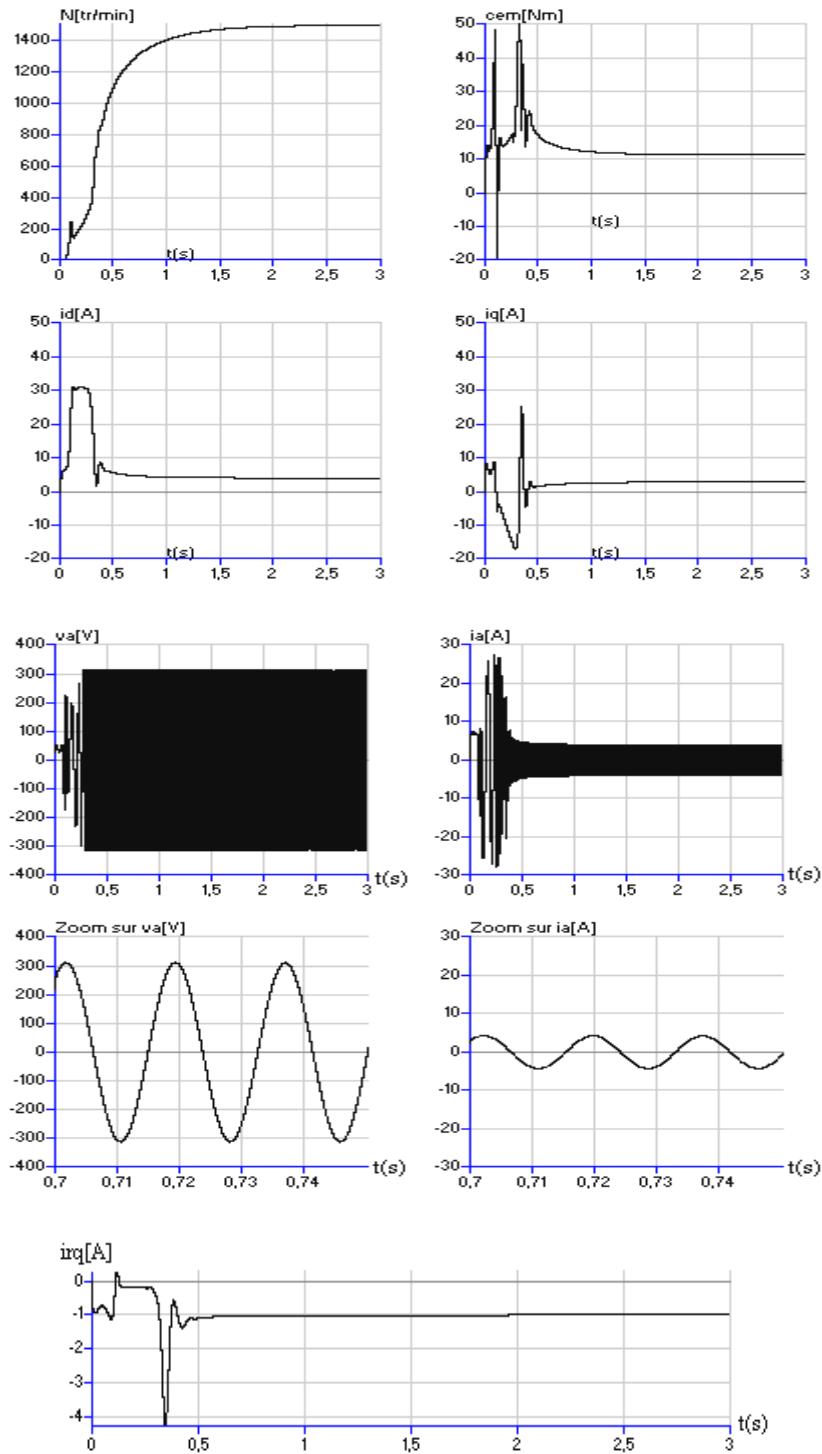 N[tr/min]
1400
1200
1000
800
600
400
200
0
t(s)
0 0,5 1 1,5 2 2,5 3
cem[Nm]
50
40
30
20
10
0
-10
-20
t(s)
0 0,5 1 1,5 2 2,5 3
id[A]
50
40
30
20
10
0
-10
-20
t(s)
0 0,5 1 1,5 2 2,5 3
iq[A]
50
40
30
20
10
0
-10
-20
t(s)
0 0,5 1 1,5 2 2,5 3
va[V]
400
300
200
100
0
-100
-200
-300
-400
0 0,5 1 1,5 2 2,5 3
t(s)
ia[A]
30
20
10
0
-10
-20
-30
0 0,5 1 1,5 2 2,5 3
t(s)
Zoom sur va[V]
400
300
200
100
0
-100
-200
-300
-400
0,7 0,71 0,72 0,73 0,74
t(s)
Zoom sur ia[A]
30
20
10
0
-10
-20
-30
0,7 0,71 0,72 0,73 0,74
t(s)
irq[A]
0
-1
-2
-3
-4
0 0,5 1 1,5 2 2,5 3
t(s)